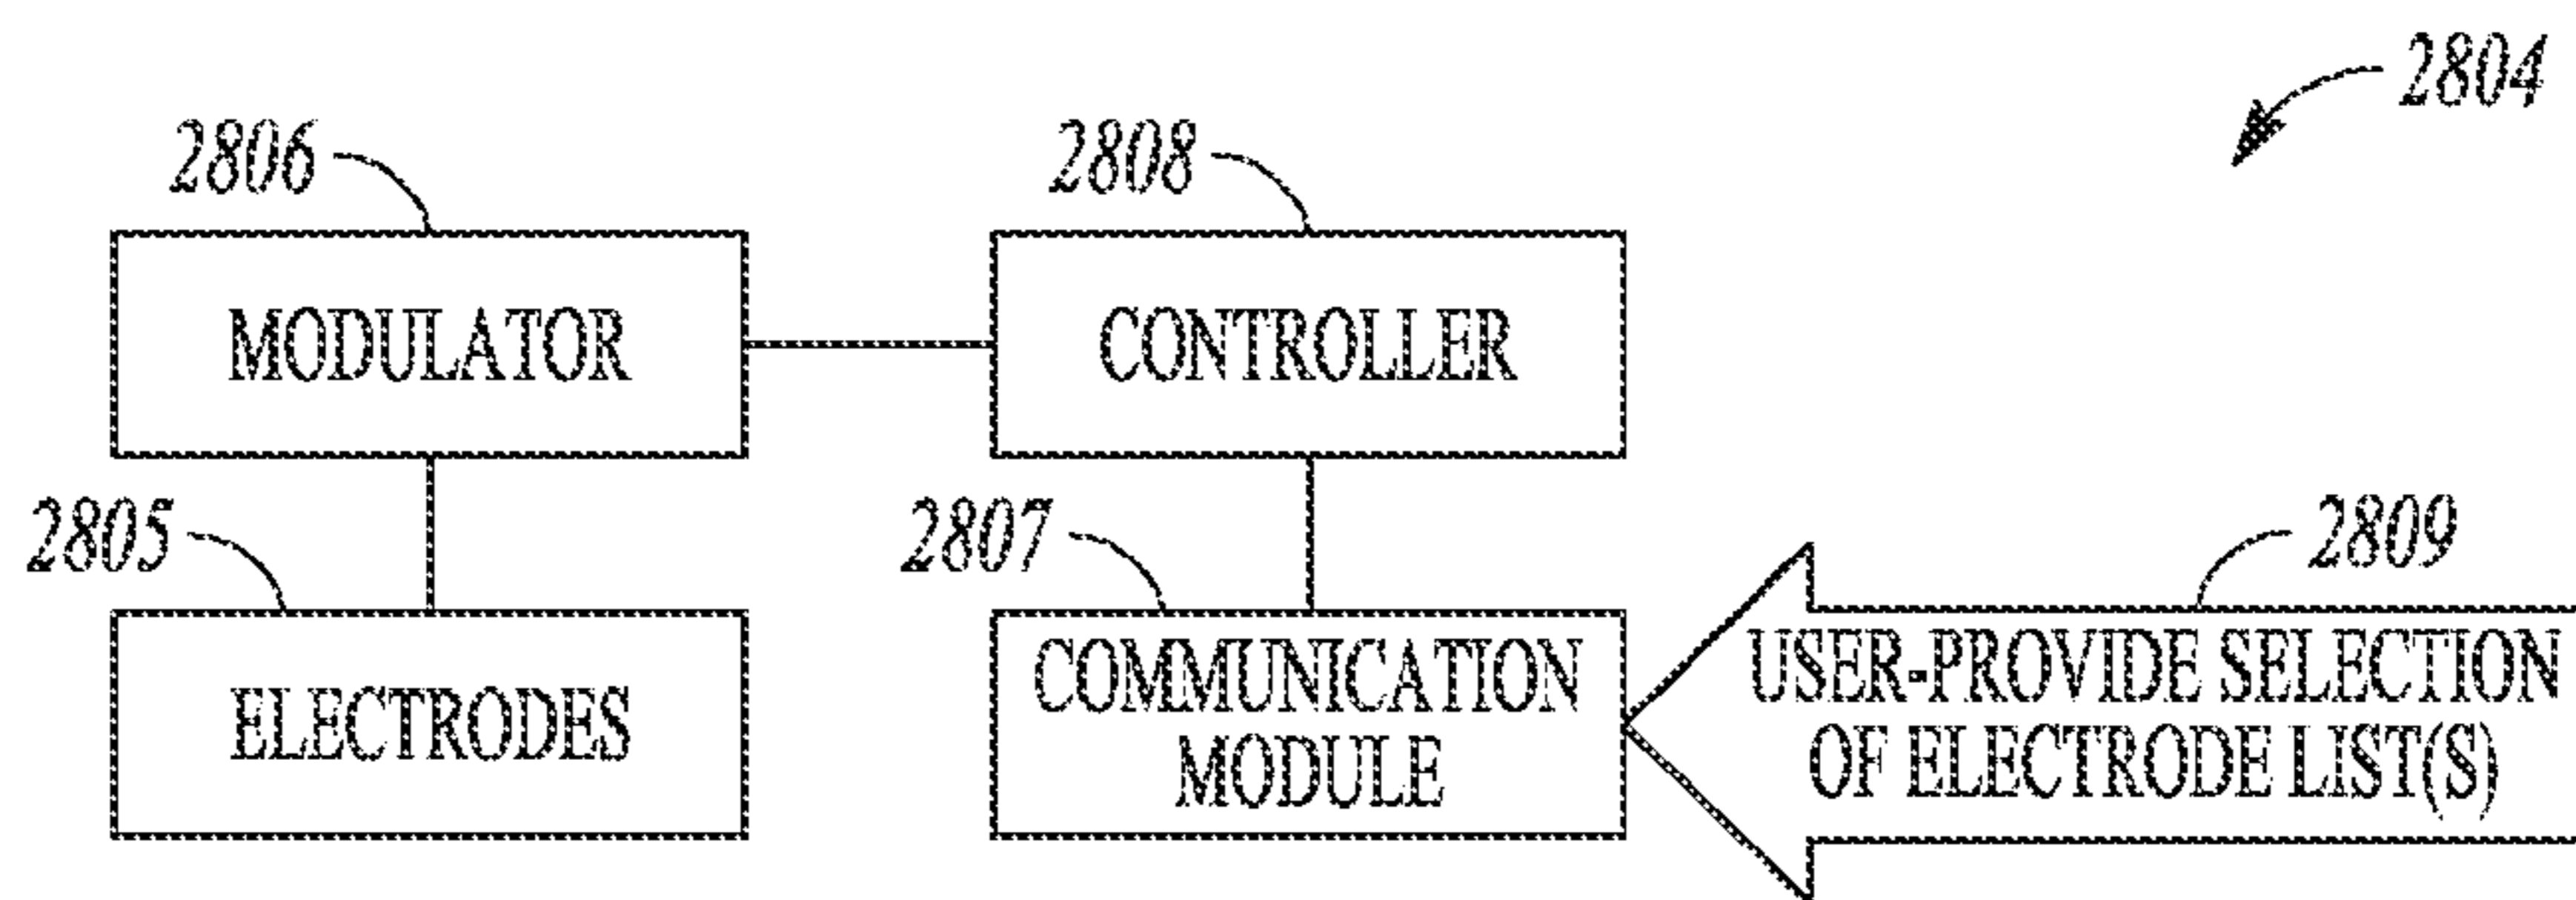 2804
2806
2808
MODULATOR
CONTROLLER
2805
2807
2809
ELECTRODES
COMMUNICATION
MODULE
USER-PROVIDE SELECTION
OF ELECTRODE LIST(S)